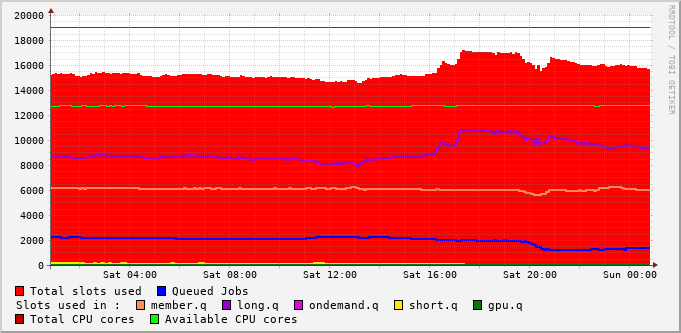 20000
18000
16000
14000
12000
10000
8000
6000
4000
2000
0
Sat 04:00 Sat 08:00 Sat 12:00 Sat 16:00 Sat 20:00 Sun 00:00
Total slots used Queued Jobs
Slots used in : member.q long.q ondemand.q short.q gpu.q
Total CPU cores Available CPU cores
RRDTOOL / TOBI OETIKER